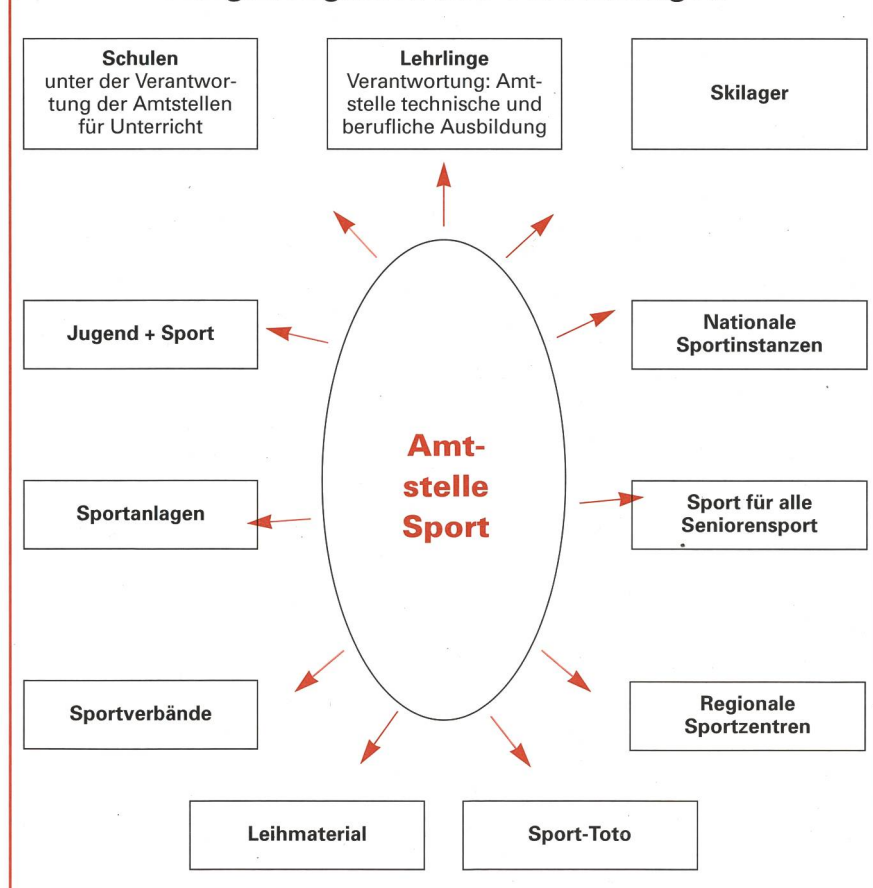 Schulen
unter der Verantwor-
tung der Amtstellen
für Unterricht
Lehrlinge
Verantwortung: Amt-
stelle technische und
berufliche Ausbildung
Skilager
Jugend + Sport
Nationale
Sportinstanzen
Amt-
stelle
Sport
Sportanlagen
Sport für alle
Seniorensport
Sportverbände
Regionale
Sportzentren
Leihmaterial
Sport-Toto